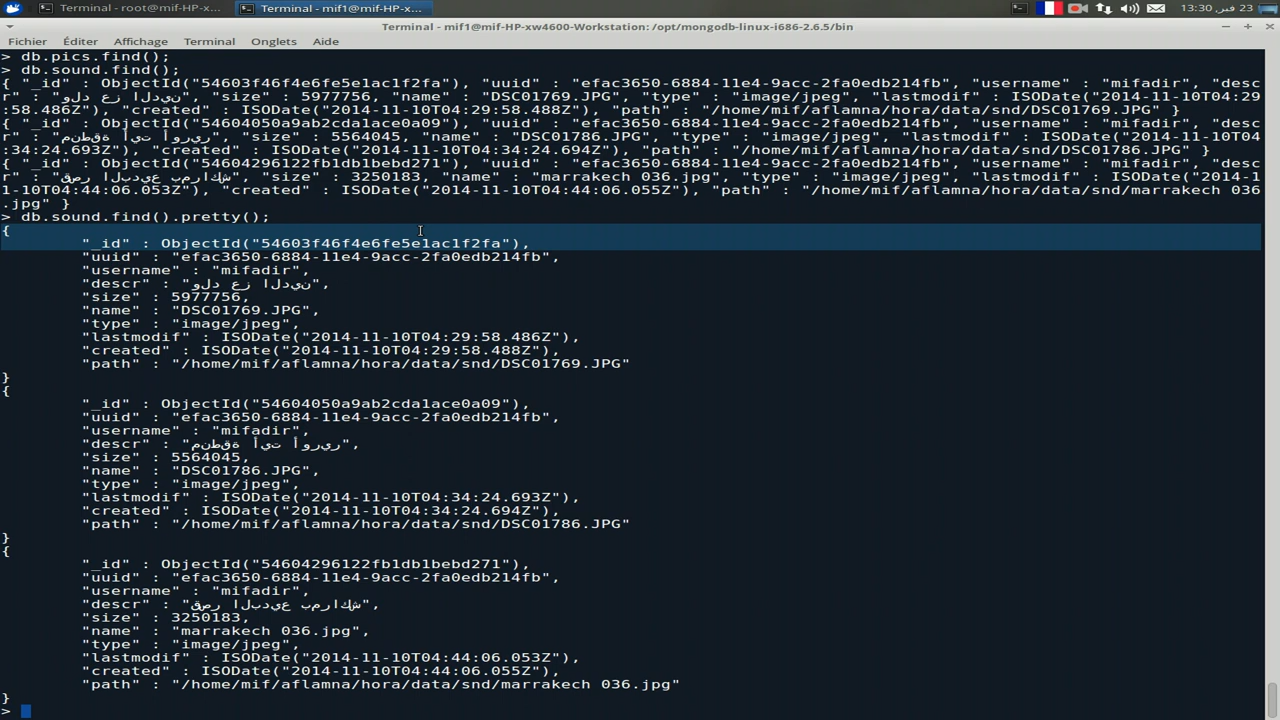 Terminal - root@mif-HP-xw4600-W...
Terminal - mif1@mif-HP-x...
13:30 ,فبر 23
Terminal - mif1@mif-HP-xw4600-Workstation: /opt/mongodb-linux-i686-2.6.5/bin
Fichier Éditer Affichage Terminal Onglets Aide
> db.pics.find();
> db.sound.find();
{ "_id" : ObjectId("54603f46f4e6fe5e1ac1f2fa"), "uuid" : "efac3650-6884-11e4-9acc-2fa0edb214fb", "username" : "mifadir", "desc
r" : "ولد عز الدين", "size" : 5977756, "name" : "DSC01769.JPG", "type" : "image/jpeg", "lastmodif" : ISODate("2014-11-10T04:29
:58.486Z"), "created" : ISODate("2014-11-10T04:29:58.488Z"), "path" : "/home/mif/aflamna/hora/data/snd/DSC01769.JPG" }
{ "_id" : ObjectId("54604050a9ab2cda1ace0a09"), "uuid" : "efac3650-6884-11e4-9acc-2fa0edb214fb", "username" : "mifadir", "desc
r" : "منطقة أيت أورير", "size" : 5564045, "name" : "DSC01786.JPG", "type" : "image/jpeg", "lastmodif" : ISODate("2014-11-10T04
:34:24.693Z"), "created" : ISODate("2014-11-10T04:34:24.694Z"), "path" : "/home/mif/aflamna/hora/data/snd/DSC01786.JPG" }
{ "_id" : ObjectId("54604296122fb1db1bebd271"), "uuid" : "efac3650-6884-11e4-9acc-2fa0edb214fb", "username" : "mifadir", "desc
r" : "قصر البديع بمراكش", "size" : 3250183, "name" : "marrakech 036.jpg", "type" : "image/jpeg", "lastmodif" : ISODate("2014-1
1-10T04:44:06.053Z"), "created" : ISODate("2014-11-10T04:44:06.055Z"), "path" : "/home/mif/aflamna/hora/data/snd/marrakech 036
.jpg" }
> db.sound.find().pretty();
{
"_id" : ObjectId("54603f46f4e6fe5e1ac1f2fa"),
"uuid" : "efac3650-6884-11e4-9acc-2fa0edb214fb",
"username" : "mifadir",
"descr" : "ولد عز الدين",
"size" : 5977756,
"name" : "DSC01769.JPG",
"type" : "image/jpeg",
"lastmodif" : ISODate("2014-11-10T04:29:58.486Z"),
"created" : ISODate("2014-11-10T04:29:58.488Z"),
"path" : "/home/mif/aflamna/hora/data/snd/DSC01769.JPG"
}
{
"_id" : ObjectId("54604050a9ab2cda1ace0a09"),
"uuid" : "efac3650-6884-11e4-9acc-2fa0edb214fb",
"username" : "mifadir",
"descr" : "منطقة أيت أورير",
"size" : 5564045,
"name" : "DSC01786.JPG",
"type" : "image/jpeg",
"lastmodif" : ISODate("2014-11-10T04:34:24.693Z"),
"created" : ISODate("2014-11-10T04:34:24.694Z"),
"path" : "/home/mif/aflamna/hora/data/snd/DSC01786.JPG"
}
{
"_id" : ObjectId("54604296122fb1db1bebd271"),
"uuid" : "efac3650-6884-11e4-9acc-2fa0edb214fb",
"username" : "mifadir",
"descr" : "قصر البديع بمراكش",
"size" : 3250183,
"name" : "marrakech 036.jpg",
"type" : "image/jpeg",
"lastmodif" : ISODate("2014-11-10T04:44:06.053Z"),
"created" : ISODate("2014-11-10T04:44:06.055Z"),
"path" : "/home/mif/aflamna/hora/data/snd/marrakech 036.jpg"
}
>